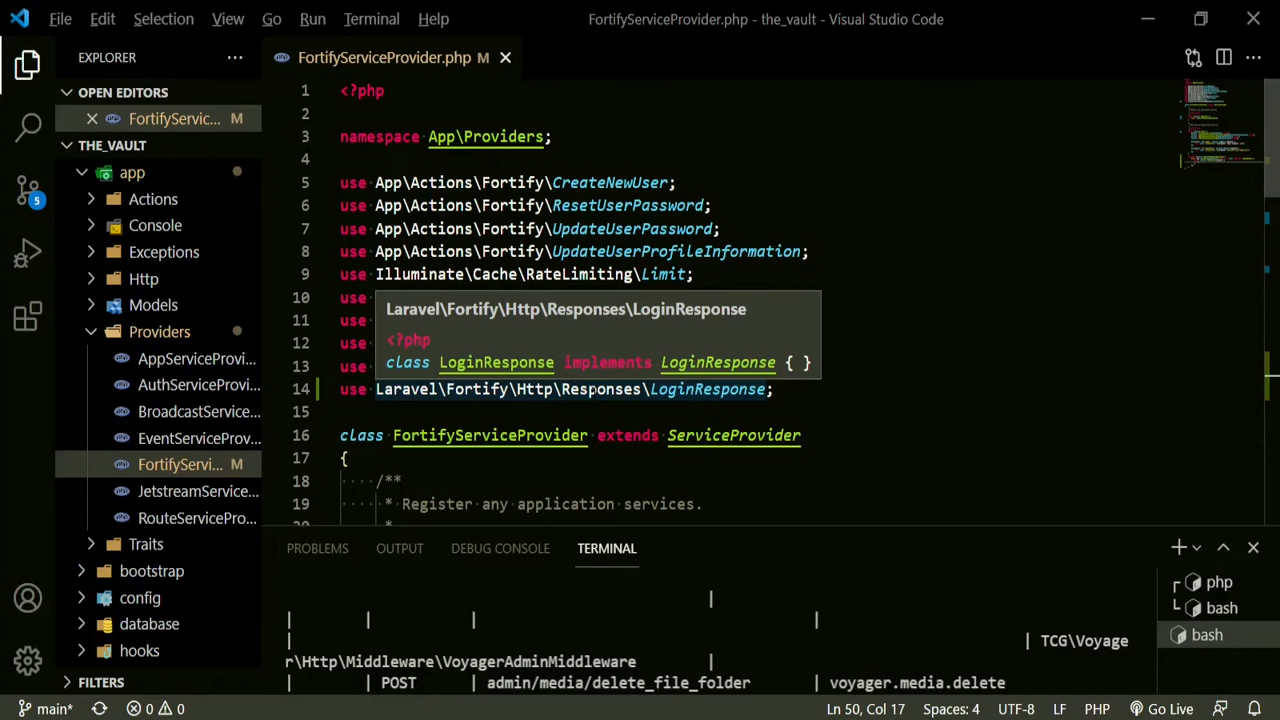 File Edit Selection View Go Run Terminal Help FortifyServiceProvider.php - the_vault - Visual Studio Code
EXPLORER ···
FortifyServiceProvider.php M
OPEN EDITORS
FortifyServic... M
THE_VAULT
app
Actions
Console
Exceptions
Http
Models
Providers
AppServiceProvi...
AuthServiceProvi...
BroadcastService...
EventServiceProv...
FortifyServi... M
JetstreamService...
RouteServicePro...
Traits
bootstrap
config
database
hooks
FILTERS
5
1 <?php
2
3 namespace App\Providers;
4
5 use App\Actions\Fortify\CreateNewUser;
6 use App\Actions\Fortify\ResetUserPassword;
7 use App\Actions\Fortify\UpdateUserPassword;
8 use App\Actions\Fortify\UpdateUserProfileInformation;
9 use Illuminate\Cache\RateLimiting\Limit;
10 use
11 use
12 use
13 use
Laravel\Fortify\Http\Responses\LoginResponse
<?php
class LoginResponse implements LoginResponse { }
14 use Laravel\Fortify\Http\Responses\LoginResponse;
15
16 class FortifyServiceProvider extends ServiceProvider
17 {
18 /**
19 * Register any application services.
20 *
PROBLEMS OUTPUT DEBUG CONSOLE TERMINAL
|
| | | |
| | TCG\Voyage
r\Http\Middleware\VoyagerAdminMiddleware |
| | POST | admin/media/delete_file_folder | voyager.media.delete
php
bash
bash
main* 0 0 Ln 50, Col 17 Spaces: 4 UTF-8 LF PHP Go Live